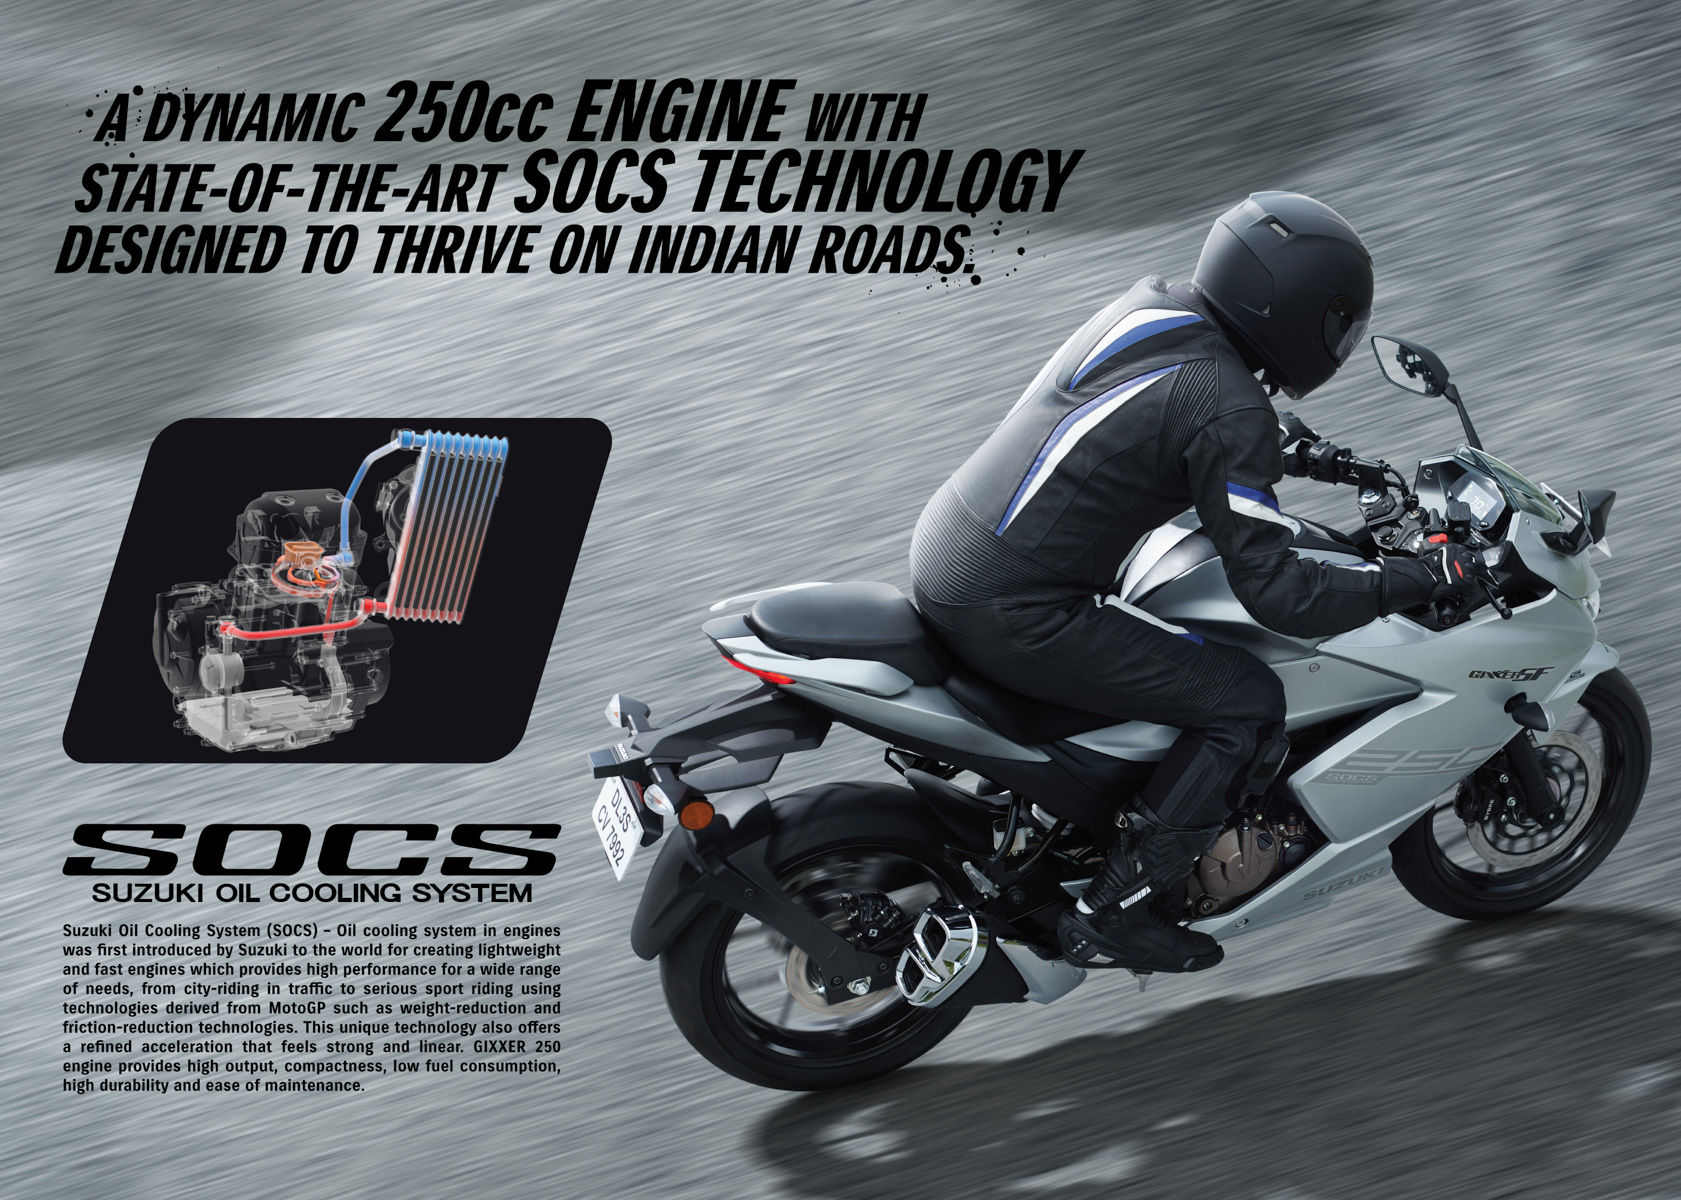 A DYNAMIC 250cc ENGINE WITH
STATE-OF-THE-ART SOCS TECHNOLOGY
DESIGNED TO THRIVE ON INDIAN ROADS.
GIXXER SF
250
SOCS
SUZUKI
SUZUKI
DL3S
CV 7992
SOCS
SUZUKI OIL COOLING SYSTEM
Suzuki Oil Cooling System (SOCS) – Oil cooling system in engines
was first introduced by Suzuki to the world for creating lightweight
and fast engines which provides high performance for a wide range
of needs, from city-riding in traffic to serious sport riding using
technologies derived from MotoGP such as weight-reduction and
friction-reduction technologies. This unique technology also offers
a refined acceleration that feels strong and linear. GIXXER 250
engine provides high output, compactness, low fuel consumption,
high durability and ease of maintenance.